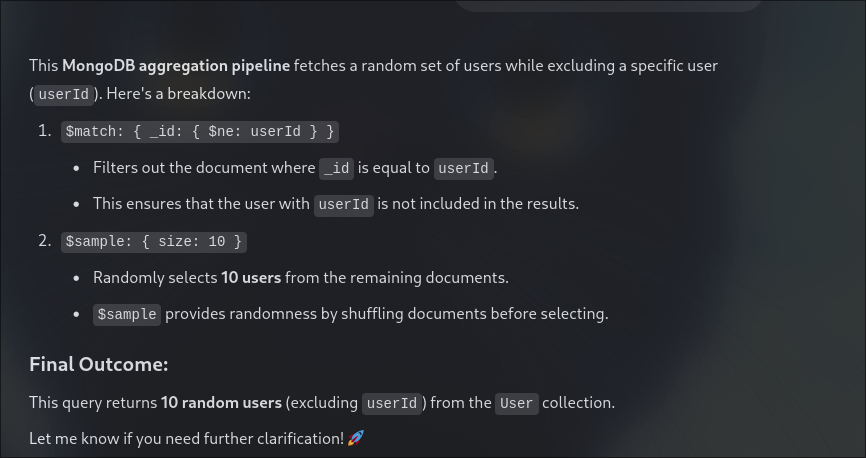 This MongoDB aggregation pipeline fetches a random set of users while excluding a specific user
(userId). Here's a breakdown:
1. $match: { _id: { $ne: userId } }
• Filters out the document where _id is equal to userId.
• This ensures that the user with userId is not included in the results.
2. $sample: { size: 10 }
• Randomly selects 10 users from the remaining documents.
• $sample provides randomness by shuffling documents before selecting.
Final Outcome:
This query returns 10 random users (excluding userId) from the User collection.
Let me know if you need further clarification! 🚀